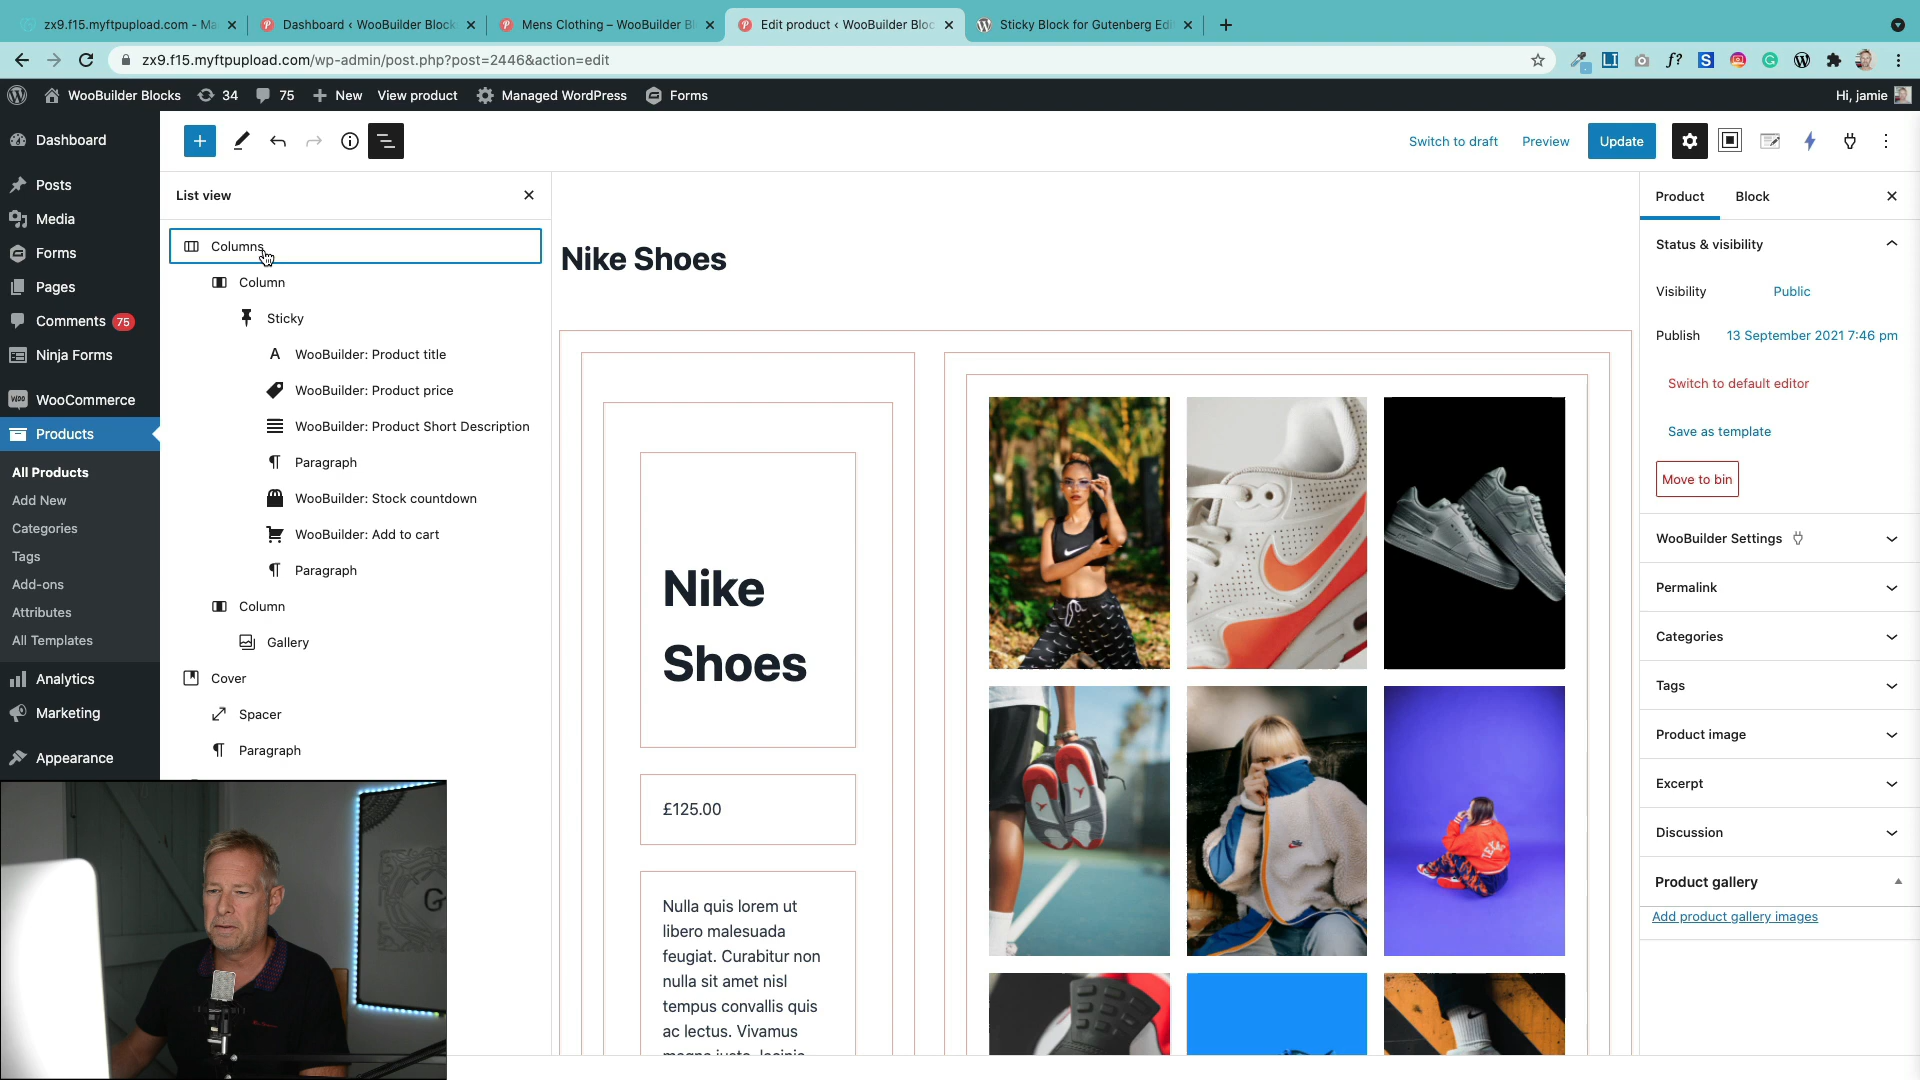 zx9.f15.myftpupload.com - Ma
Dashboard ‹ WooBuilder Block
Mens Clothing – WooBuilder Bl
Edit product ‹ WooBuilder Bloc
Sticky Block for Gutenberg Edi
zx9.f15.myftpupload.com/wp-admin/post.php?post=2446&action=edit
WooBuilder Blocks
34
75
New
View product
Managed WordPress
Forms
Hi, jamie
Dashboard
Posts
Media
Forms
Pages
Comments 75
Ninja Forms
WooCommerce
Products
All Products
Add New
Categories
Tags
Add-ons
Attributes
All Templates
Analytics
Marketing
Appearance
Switch to draft
Preview
Update
List view
Columns
Column
Sticky
WooBuilder: Product title
WooBuilder: Product price
WooBuilder: Product Short Description
Paragraph
WooBuilder: Stock countdown
WooBuilder: Add to cart
Paragraph
Column
Gallery
Cover
Spacer
Paragraph
Nike Shoes
Nike
Shoes
£125.00
Nulla quis lorem ut
libero malesuada
feugiat. Curabitur non
nulla sit amet nisl
tempus convallis quis
ac lectus. Vivamus
Product
Block
Status & visibility
Visibility
Public
Publish
13 September 2021 7:46 pm
Switch to default editor
Save as template
Move to bin
WooBuilder Settings
Permalink
Categories
Tags
Product image
Excerpt
Discussion
Product gallery
Add product gallery images